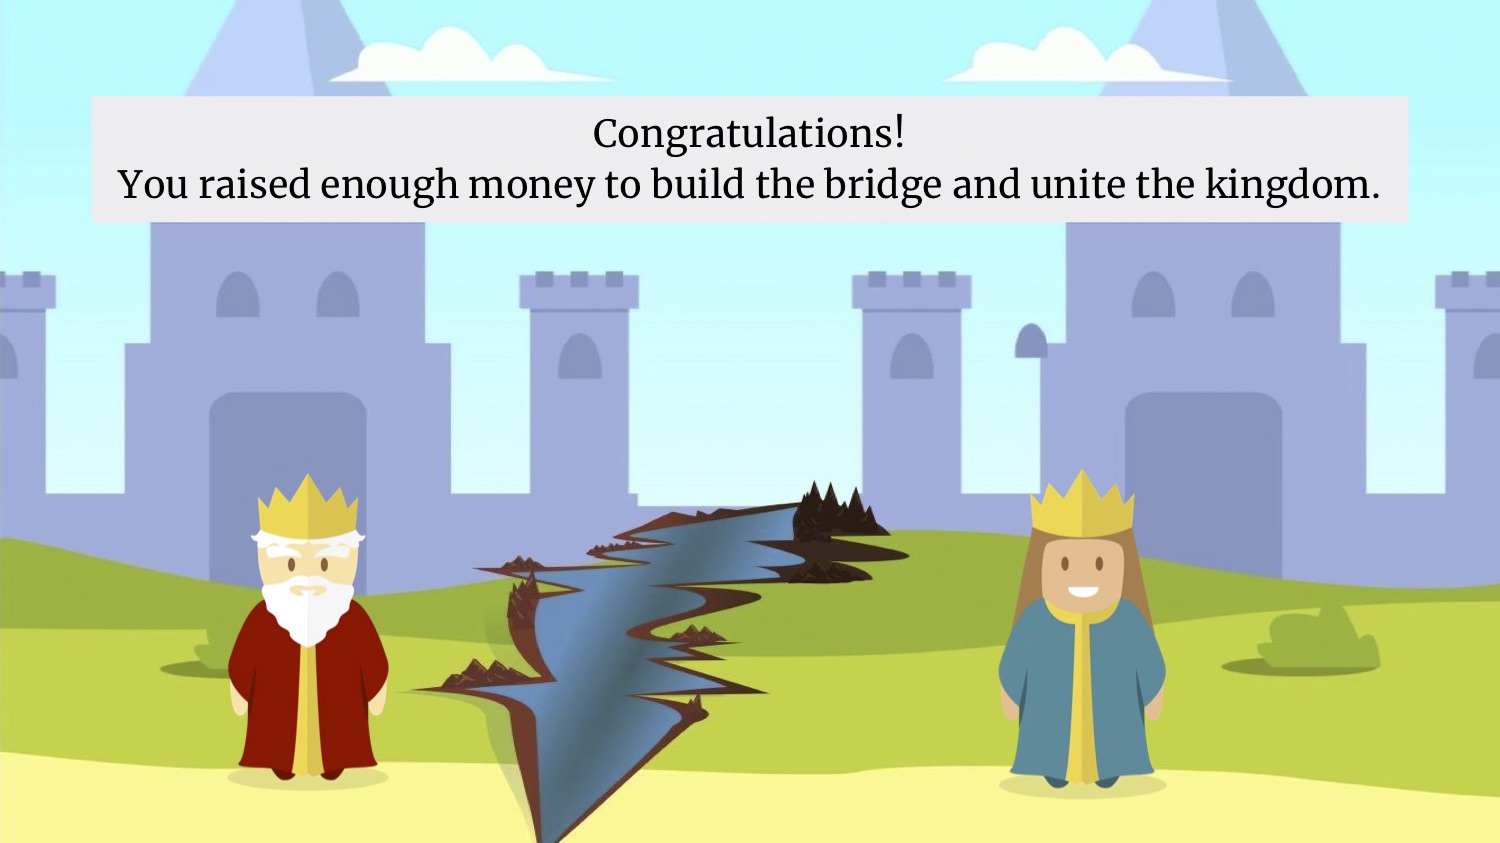 Congratulations!
You raised enough money to build the bridge and unite the kingdom.